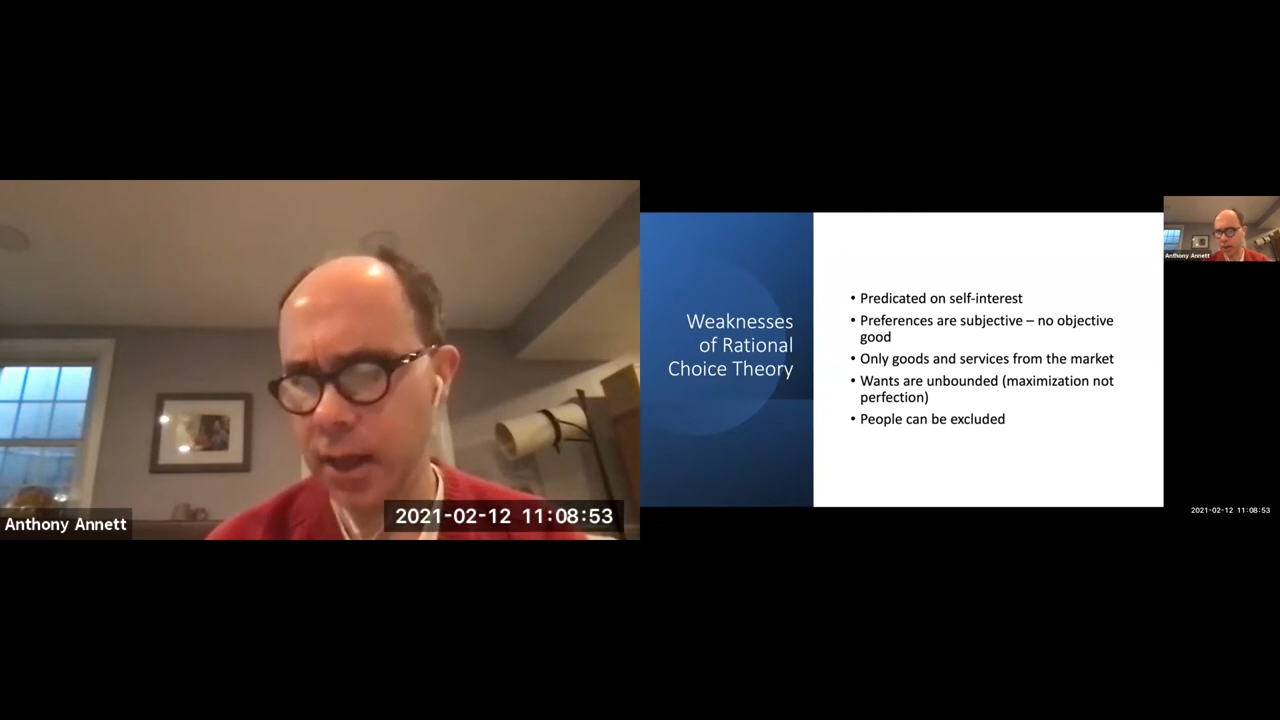 Anthony Annett
2021-02-12 11:08:53
Weaknesses
of Rational
Choice Theory
• Predicated on self-interest
• Preferences are subjective – no objective
good
• Only goods and services from the market
• Wants are unbounded (maximization not
perfection)
• People can be excluded
Anthony Annett
2021-02-12 11:08:53